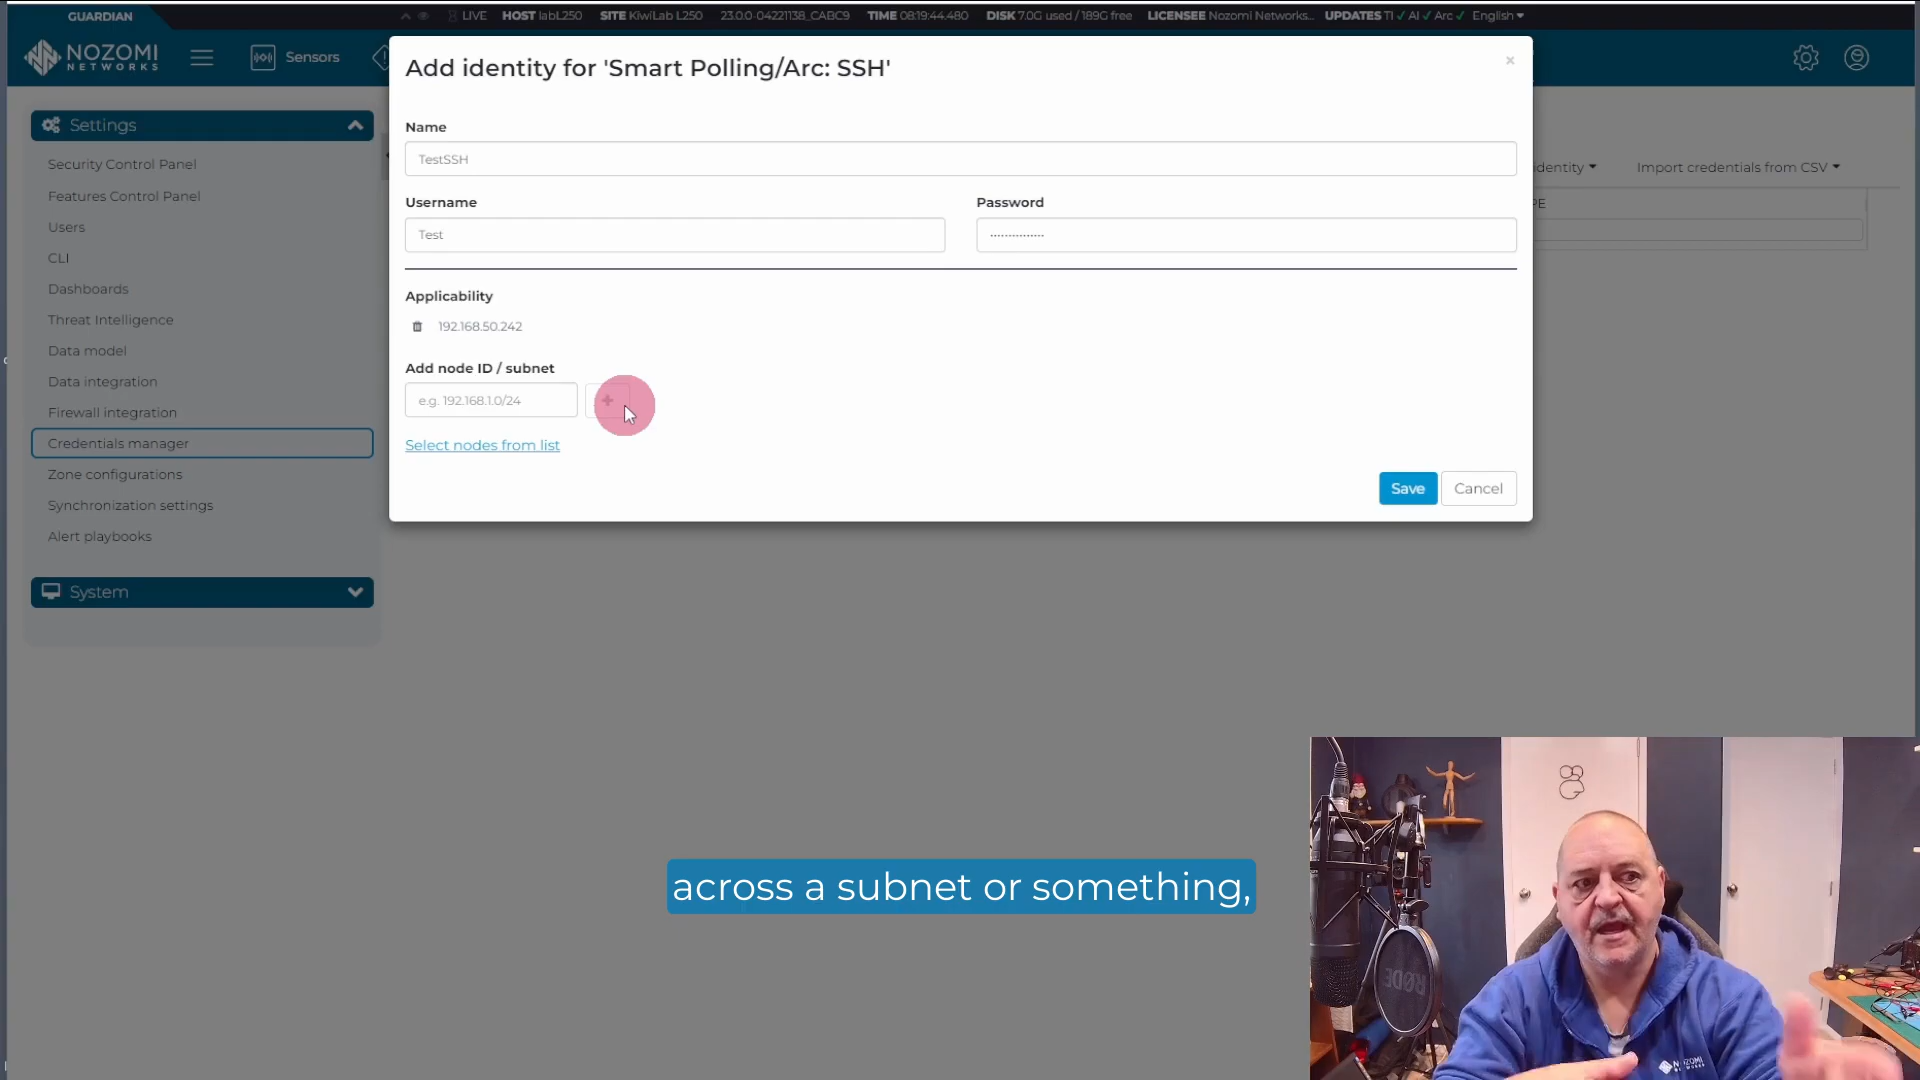 GUARDIAN
LIVE HOST labL250 SITE KiwiLab L250 23.0.0-04221138_CABC9 TIME 08:19:44.480 DISK 7.0G used / 189G free LICENSEE Nozomi Networks... UPDATES TI ✓ AI ✓ Arc ✓ English
NOZOMI
NETWORKS
Sensors
Add identity for 'Smart Polling/Arc: SSH'
×
Settings
Security Control Panel
Features Control Panel
Users
CLI
Dashboards
Threat Intelligence
Data model
Data integration
Firewall integration
Credentials manager
Zone configurations
Synchronization settings
Alert playbooks
System
Name
TestSSH
Username
Password
Test
...............
Applicability
192.168.50.242
Add node ID / subnet
e.g. 192.168.1.0/24
+
Select nodes from list
Save
Cancel
identity
Import credentials from CSV
PE
across a subnet or something,
RØDE
NOZOMI
NETWORKS